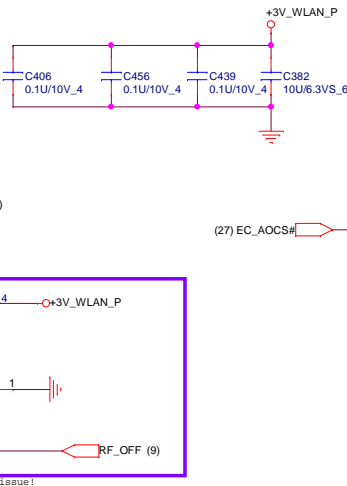 +3V_WLAN_P
C406
0.1U/10V_4
C456
0.1U/10V_4
C439
0.1U/10V_4
C382
10U/6.3VS_6
)
(27) EC_AOCS#
4
+3V_WLAN_P
1
RF_OFF (9)
issue!